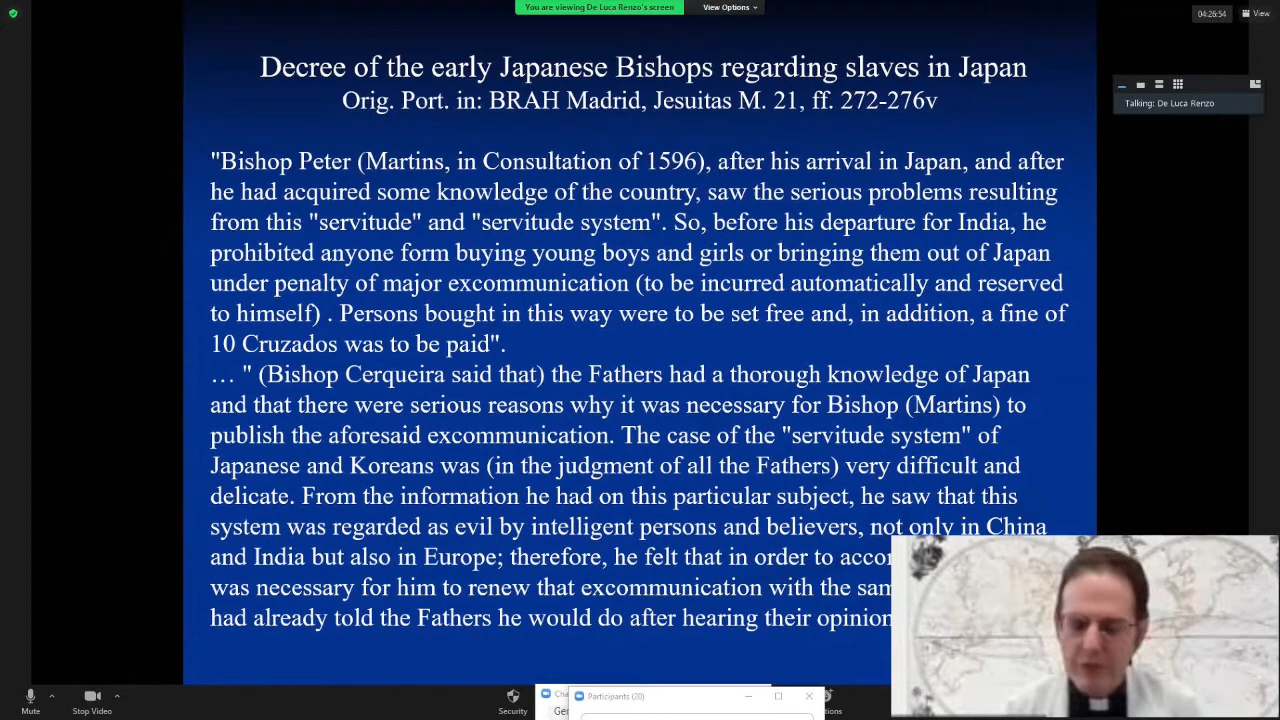 You are viewing De Luca Renzo's screen
View Options
04:26:54
View
Talking: De Luca Renzo
Decree of the early Japanese Bishops regarding slaves in Japan
Orig. Port. in: BRAH Madrid, Jesuitas M. 21, ff. 272-276v
"Bishop Peter (Martins, in Consultation of 1596), after his arrival in Japan, and after
he had acquired some knowledge of the country, saw the serious problems resulting
from this "servitude" and "servitude system". So, before his departure for India, he
prohibited anyone form buying young boys and girls or bringing them out of Japan
under penalty of major excommunication (to be incurred automatically and reserved
to himself) . Persons bought in this way were to be set free and, in addition, a fine of
10 Cruzados was to be paid".
… " (Bishop Cerqueira said that) the Fathers had a thorough knowledge of Japan
and that there were serious reasons why it was necessary for Bishop (Martins) to
publish the aforesaid excommunication. The case of the "servitude system" of
Japanese and Koreans was (in the judgment of all the Fathers) very difficult and
delicate. From the information he had on this particular subject, he saw that this
system was regarded as evil by intelligent persons and believers, not only in China
and India but also in Europe; therefore, he felt that in order to
was necessary for him to renew that excommunication with the
had already told the Fathers he would do after hearing their opinion
Mute
Stop Video
Security
Participants (20)